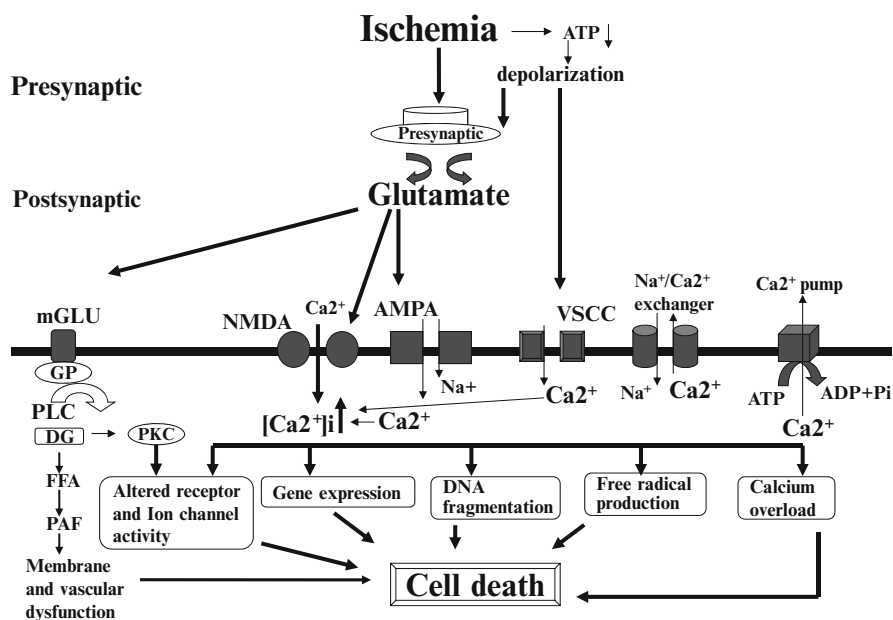 Ischemia
ATP
depolarization
Presynaptic
Presynaptic
Glutamate
Postsynaptic
mGLU
NMDA
Ca²⁺
AMPA
VSCC
Na⁺/Ca2⁺
exchanger
Ca²⁺ pump
GP
PLC
DG
PKC
FFA
PAF
Membrane
and vascular
dysfunction
[Ca²⁺]i
Ca²⁺
Na+
Ca²⁺
Na⁺
Ca²⁺
ATP
ADP+Pi
Ca²⁺
Altered receptor
and Ion channel
activity
Gene expression
DNA
fragmentation
Free radical
production
Calcium
overload
Cell death